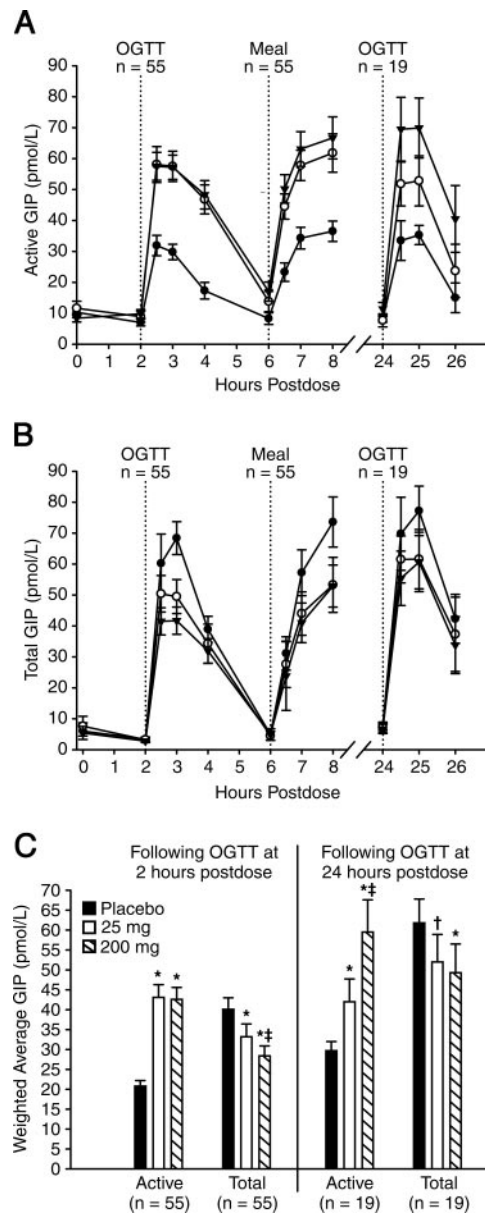 A
OGTT
n = 55
Meal
n = 55
OGTT
n = 19
Active GIP (pmol/L)
90
80
70
60
50
40
30
20
10
0
0 1 2 3 4 5 6 7 8 24 25 26
Hours Postdose
B
OGTT
n = 55
Meal
n = 55
OGTT
n = 19
Total GIP (pmol/L)
90
80
70
60
50
40
30
20
10
0
0 1 2 3 4 5 6 7 8 24 25 26
Hours Postdose
C
Following OGTT at
2 hours postdose
Following OGTT at
24 hours postdose
Weighted Average GIP (pmol/L)
70
65
60
55
50
45
40
35
30
25
20
15
10
5
0
Placebo
25 mg
200 mg
* * * *‡ * *‡ † *
Active
(n = 55)
Total
(n = 55)
Active
(n = 19)
Total
(n = 19)